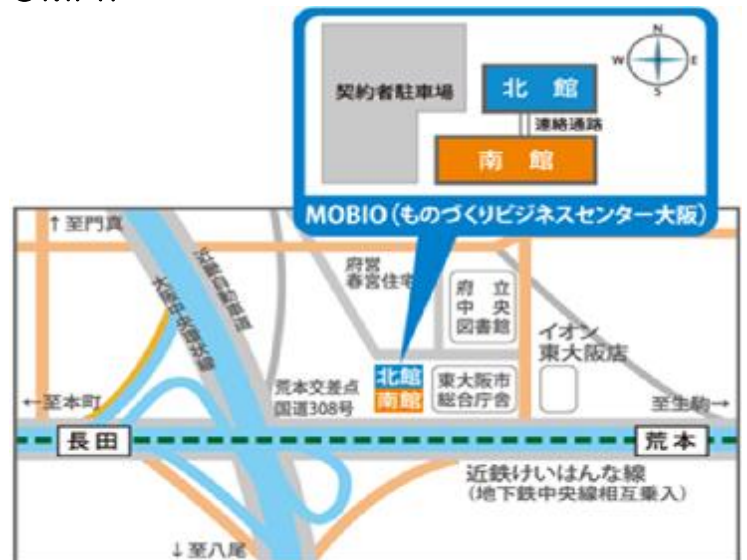 N
W E
S
契約者駐車場
北 館
連絡通路
南 館
MOBIO(ものづくりビジネスセンター大阪)
↑至門真
近畿自動車道
大阪中央環状線
府営
春宮住宅
府 立
中 央
図書館
イオン
東大阪店
荒本交差点
国道308号
北館
南館
東大阪市
総合庁舎
←至本町
至生駒→
長田
荒本
近鉄けいはんな線
(地下鉄中央線相互乗入)
↓至八尾